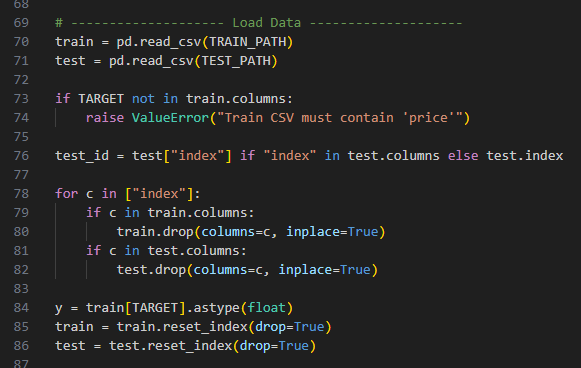 68
69 # -------------------- Load Data --------------------
70 train = pd.read_csv(TRAIN_PATH)
71 test = pd.read_csv(TEST_PATH)
72
73 if TARGET not in train.columns:
74     raise ValueError("Train CSV must contain 'price'")
75
76 test_id = test["index"] if "index" in test.columns else test.index
77
78 for c in ["index"]:
79     if c in train.columns:
80         train.drop(columns=c, inplace=True)
81     if c in test.columns:
82         test.drop(columns=c, inplace=True)
83
84 y = train[TARGET].astype(float)
85 train = train.reset_index(drop=True)
86 test = test.reset_index(drop=True)
87